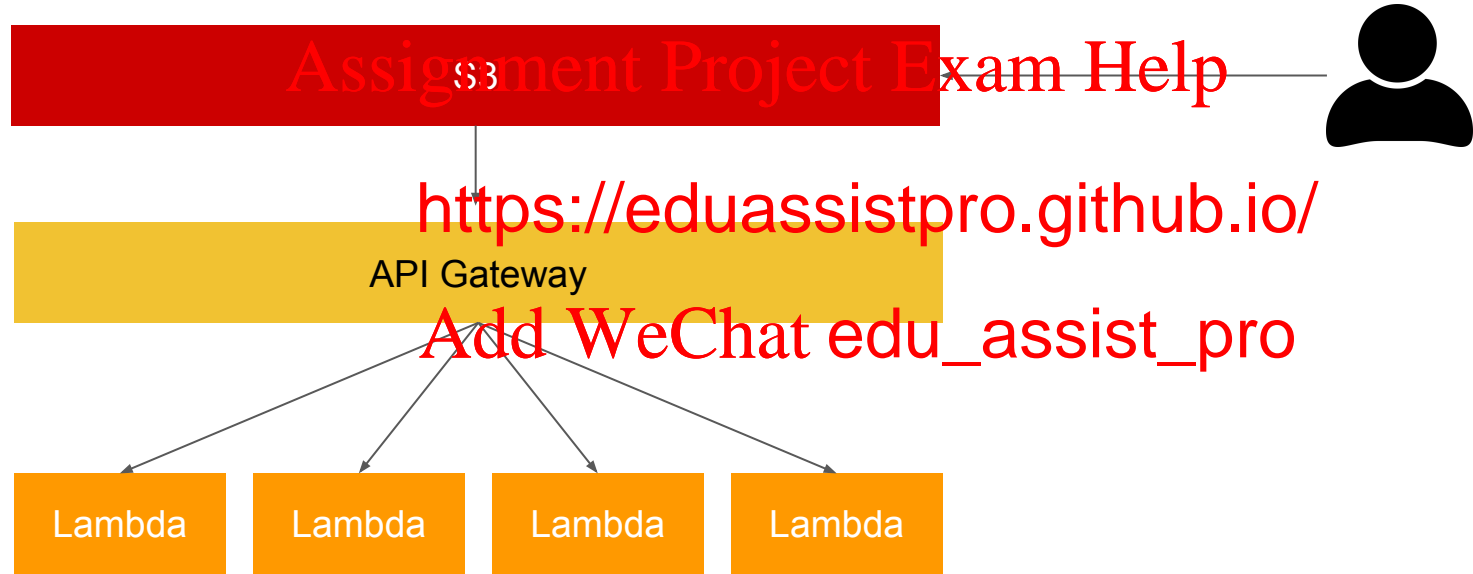 Assignment Project Exam Help
S3
https://eduassistpro.github.io/
API Gateway
Add WeChat edu_assist_pro
Lambda Lambda Lambda Lambda